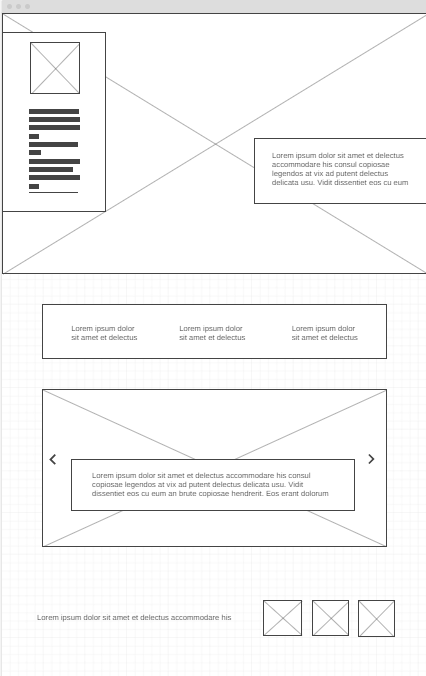 Lorem ipsum dolor sit amet et delectus
accommodare his consul copiosae
legendos at vix ad putent delectus
delicata usu. Vidit dissentiet eos cu eum
Lorem ipsum dolor
sit amet et delectus
Lorem ipsum dolor
sit amet et delectus
Lorem ipsum dolor
sit amet et delectus
Lorem ipsum dolor sit amet et delectus accommodare his consul
copiosae legendos at vix ad putent delectus delicata usu. Vidit
dissentiet eos cu eum an brute copiosae hendrerit. Eos erant dolorum
Lorem ipsum dolor sit amet et delectus accommodare his